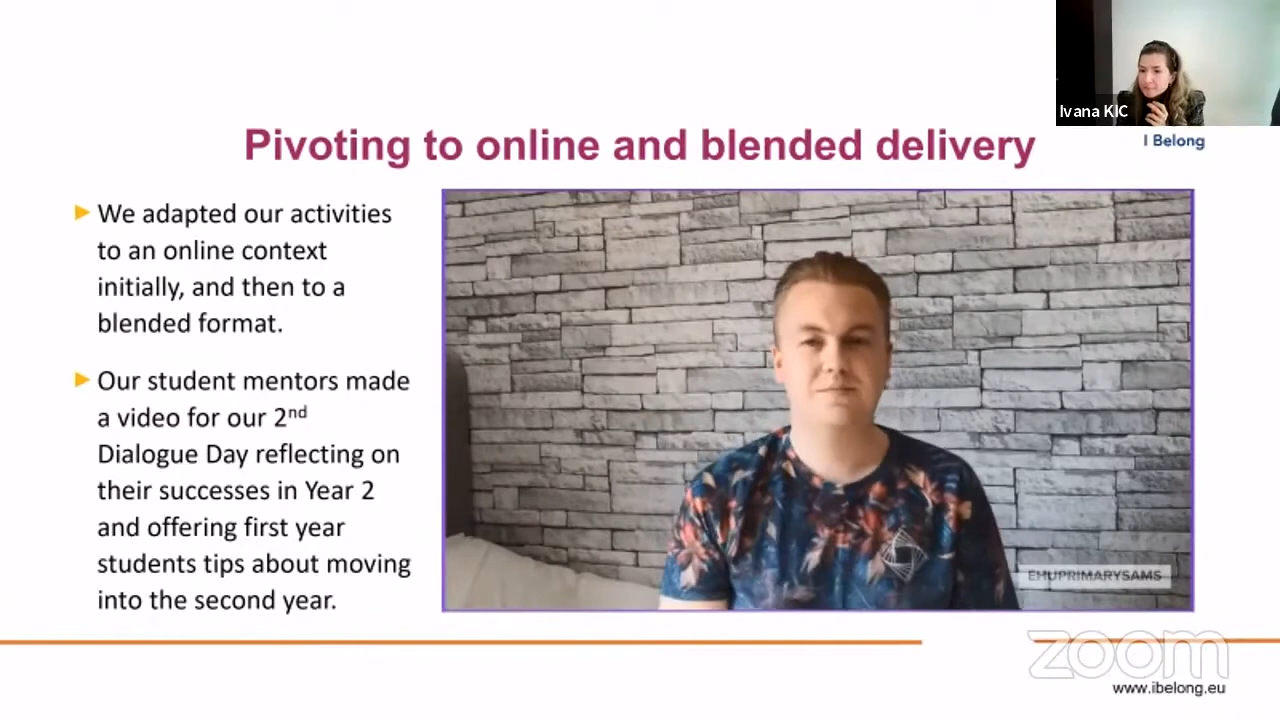 Ivana KIC
I Belong
Pivoting to online and blended delivery
We adapted our activities
to an online context
initially, and then to a
blended format.
Our student mentors made
a video for our 2nd
Dialogue Day reflecting on
their successes in Year 2
and offering first year
students tips about moving
into the second year.
EHUPRIMARYSAMS
zoom
www.ibelong.eu